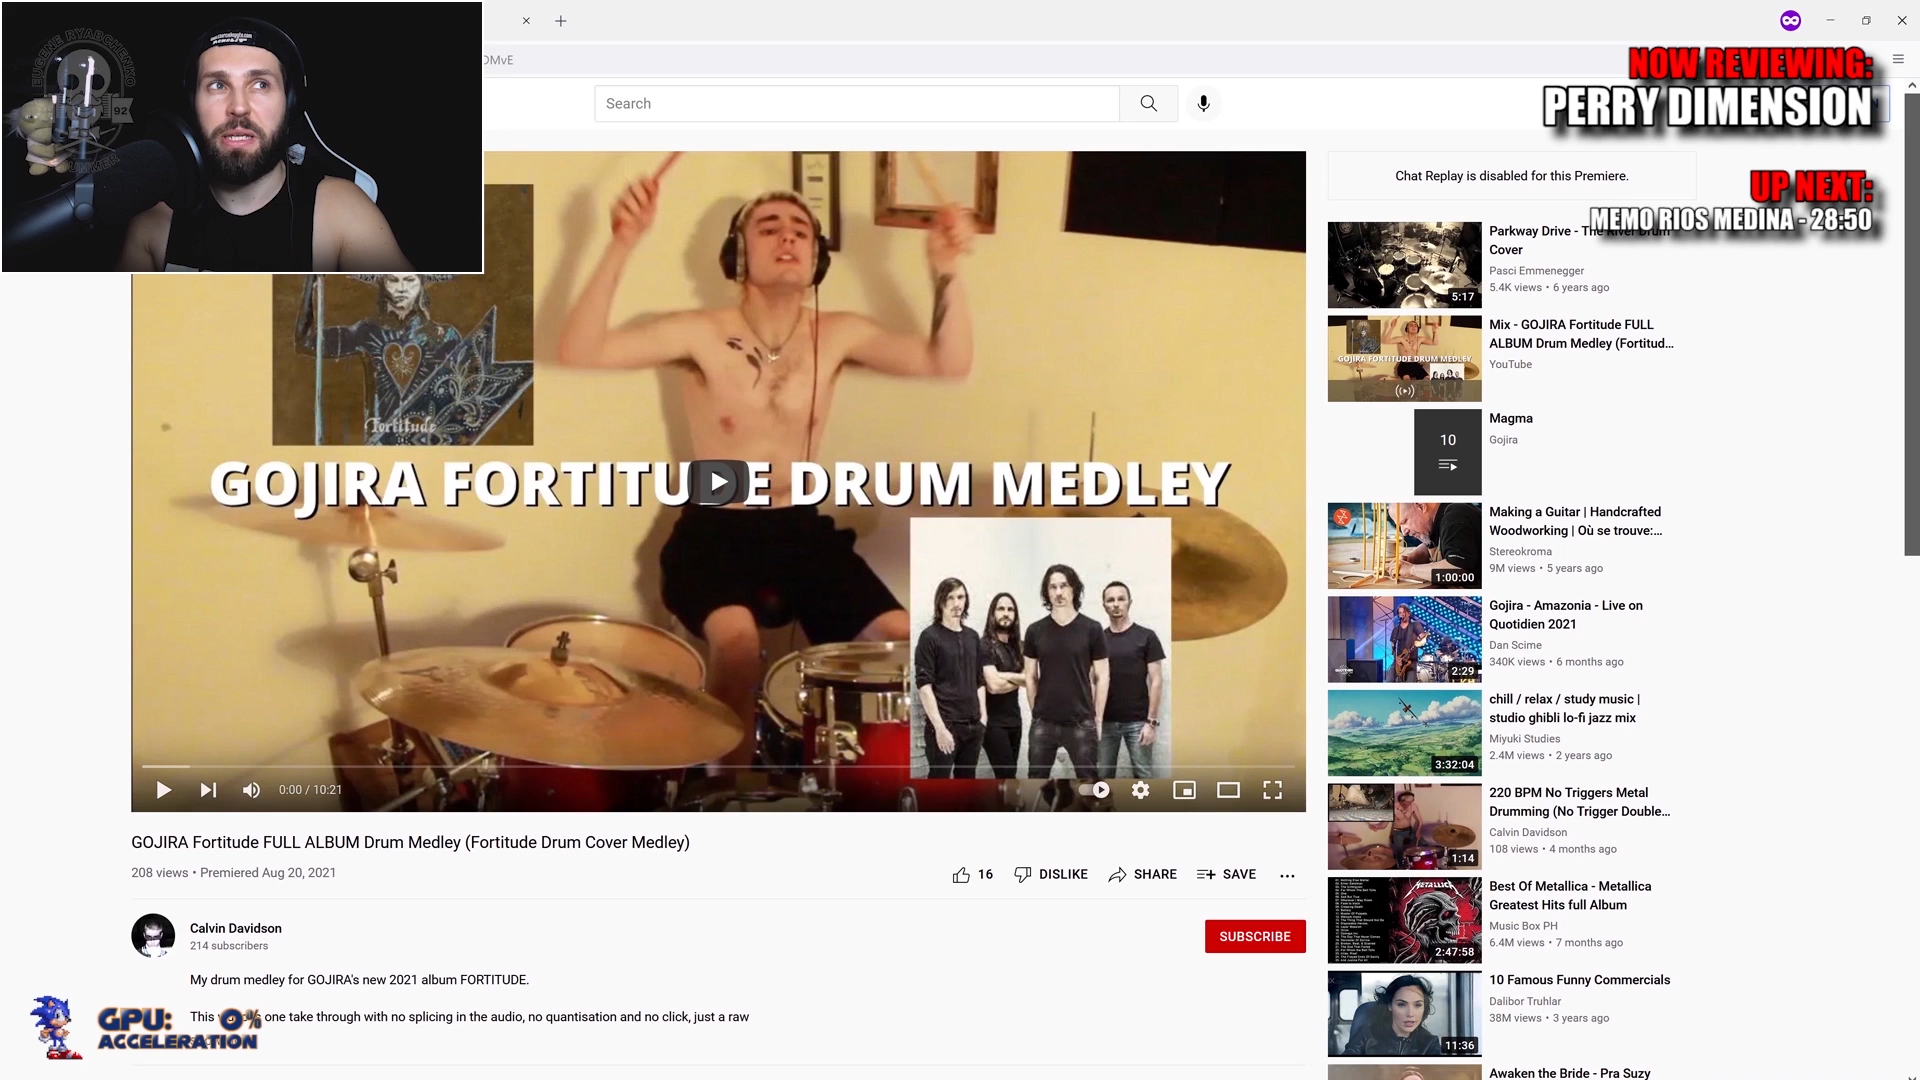 EUGENE RYABCHENKO
92
DMvE
Search
NOW REVIEWING:
PERRY DIMENSION
UP NEXT:
MEMO RIOS MEDINA - 28:50
Fortitude
GOJIRA FORTITUDE DRUM MEDLEY
0:00 / 10:21
GOJIRA Fortitude FULL ALBUM Drum Medley (Fortitude Drum Cover Medley)
208 views • Premiered Aug 20, 2021
16
DISLIKE
SHARE
SAVE
Calvin Davidson
214 subscribers
SUBSCRIBE
My drum medley for GOJIRA's new 2021 album FORTITUDE.
This one take through with no splicing in the audio, no quantisation and no click, just a raw
GPU: 0%
ACCELERATION
Chat Replay is disabled for this Premiere.
Parkway Drive - The River Drum
Cover
Pasci Emmenegger
5.4K views • 6 years ago
5:17
GOJIRA FORTITUDE DRUM MEDLEY
Mix - GOJIRA Fortitude FULL
ALBUM Drum Medley (Fortitud...
YouTube
10
Magma
Gojira
Making a Guitar | Handcrafted
Woodworking | Où se trouve:...
Stereokroma
9M views • 5 years ago
1:00:00
Gojira - Amazonia - Live on
Quotidien 2021
Dan Scime
340K views • 6 months ago
2:29
chill / relax / study music |
studio ghibli lo-fi jazz mix
Miyuki Studies
2.4M views • 2 years ago
3:32:04
220 BPM No Triggers Metal
Drumming (No Trigger Double...
Calvin Davidson
108 views • 4 months ago
1:14
METALLICA
Best Of Metallica - Metallica
Greatest Hits full Album
Music Box PH
6.4M views • 7 months ago
2:47:58
10 Famous Funny Commercials
Dalibor Truhlar
38M views • 3 years ago
11:36
Awaken the Bride - Pra Suzy